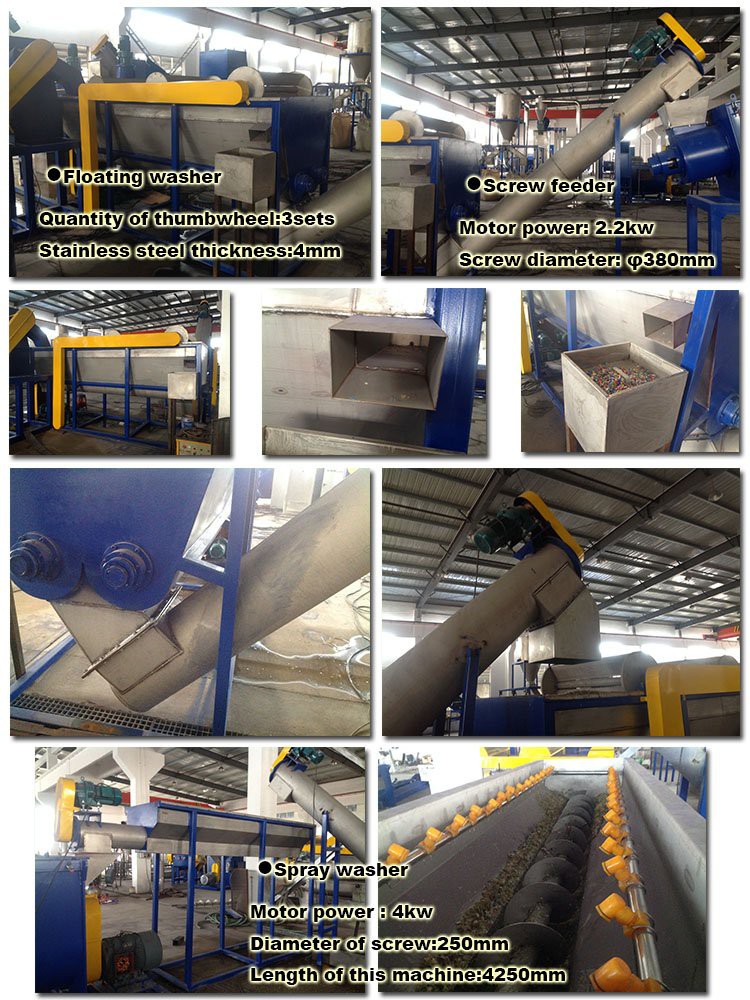 ●Floating washer
Quantity of thumbwheel:3sets
Stainless steel thickness:4mm
●Screw feeder
Motor power: 2.2kw
Screw diameter: φ380mm
●Spray washer
Motor power : 4kw
Diameter of screw:250mm
Length of this machine:4250mm